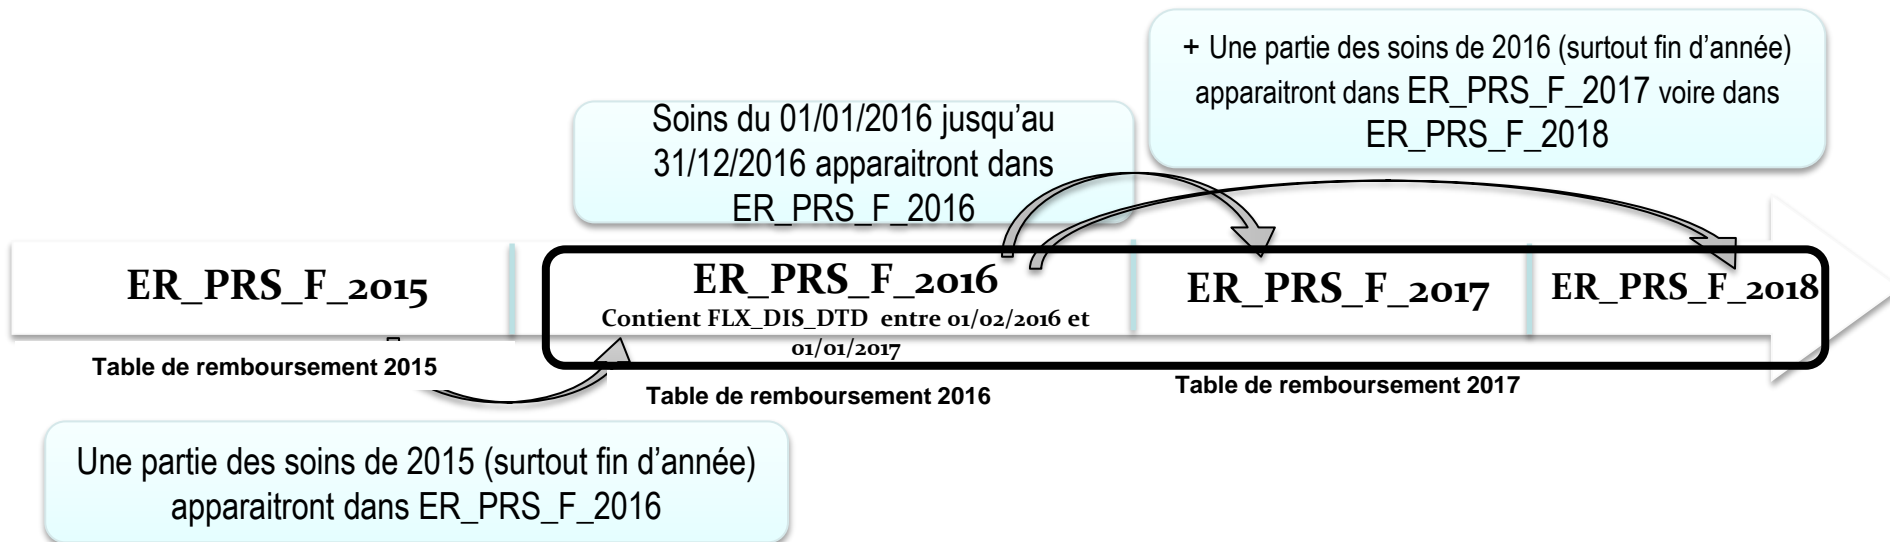 + Une partie des soins de 2016 (surtout fin d’année)
apparaitront dans ER_PRS_F_2017 voire dans
ER_PRS_F_2018
Soins du 01/01/2016 jusqu’au
31/12/2016 apparaitront dans
ER_PRS_F_2016
ER_PRS_F_2015
ER_PRS_F_2016
Contient FLX_DIS_DTD entre 01/02/2016 et
01/01/2017
ER_PRS_F_2017
ER_PRS_F_2018
Table de remboursement 2015
Table de remboursement 2016
Table de remboursement 2017
Une partie des soins de 2015 (surtout fin d’année)
apparaitront dans ER_PRS_F_2016